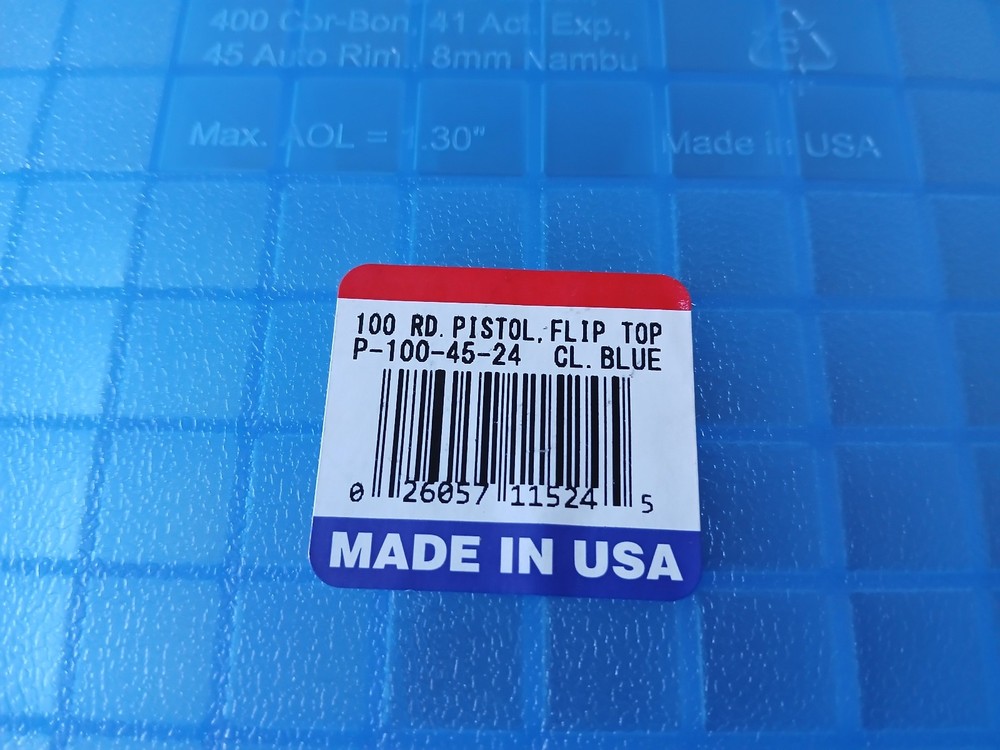 400 Cor-Bon, 41 Act. Exp.,
45 Auto Rim., 8mm Nambu
5
Max. AOL = 1.30"
Made in USA
100 RD.PISTOL,FLIP TOP
P-100-45-24 CL.BLUE
0 26057 11524 5
MADE IN USA